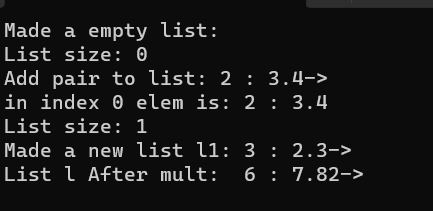 Made a empty list:
List size: 0
Add pair to list: 2 : 3.4->
in index 0 elem is: 2 : 3.4
List size: 1
Made a new list l1: 3 : 2.3->
List l After mult:  6 : 7.82->